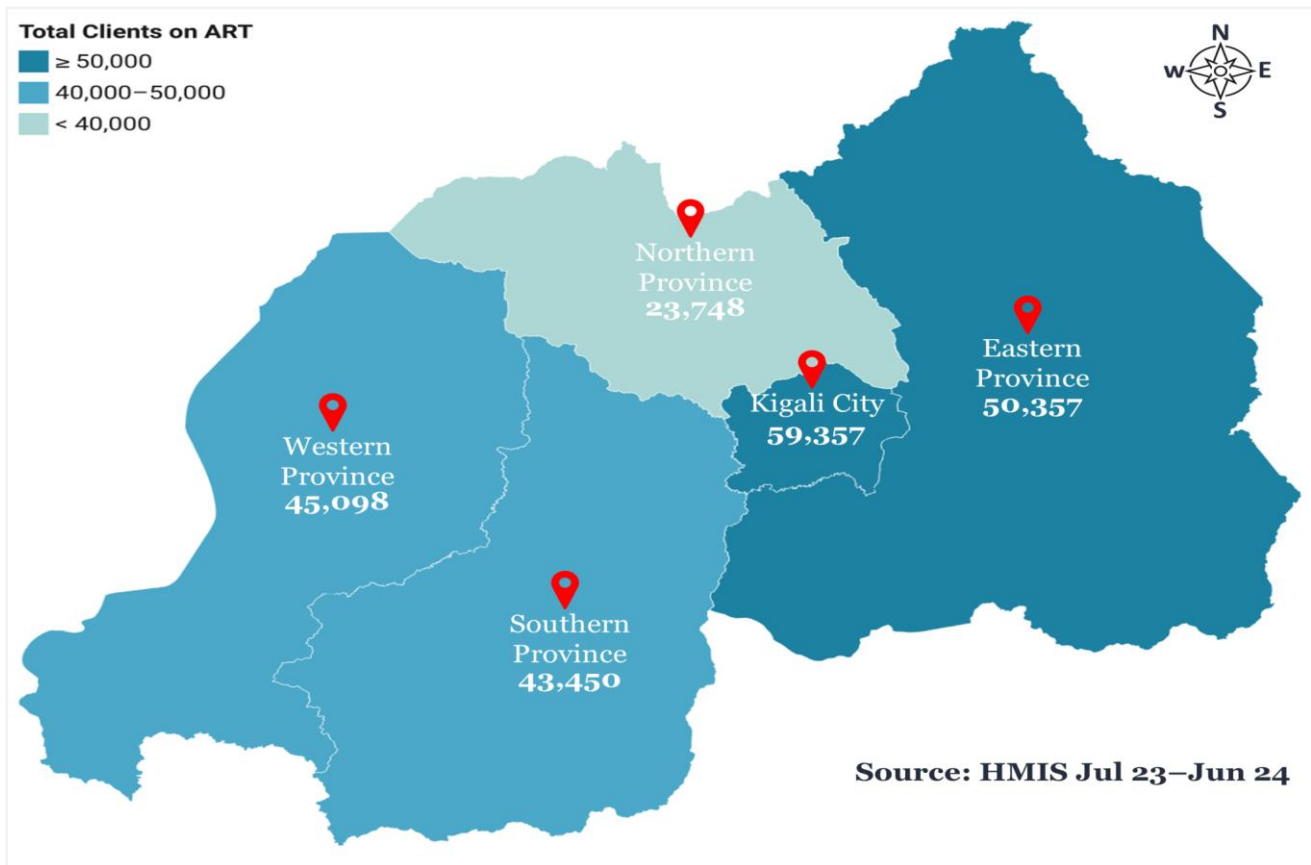 Total Clients on ART
≥ 50,000
40,000–50,000
< 40,000
N
W
E
S
Northern
Province
23,748
Eastern
Province
50,357
Kigali City
59,357
Western
Province
45,098
Southern
Province
43,450
Source: HMIS Jul 23–Jun 24